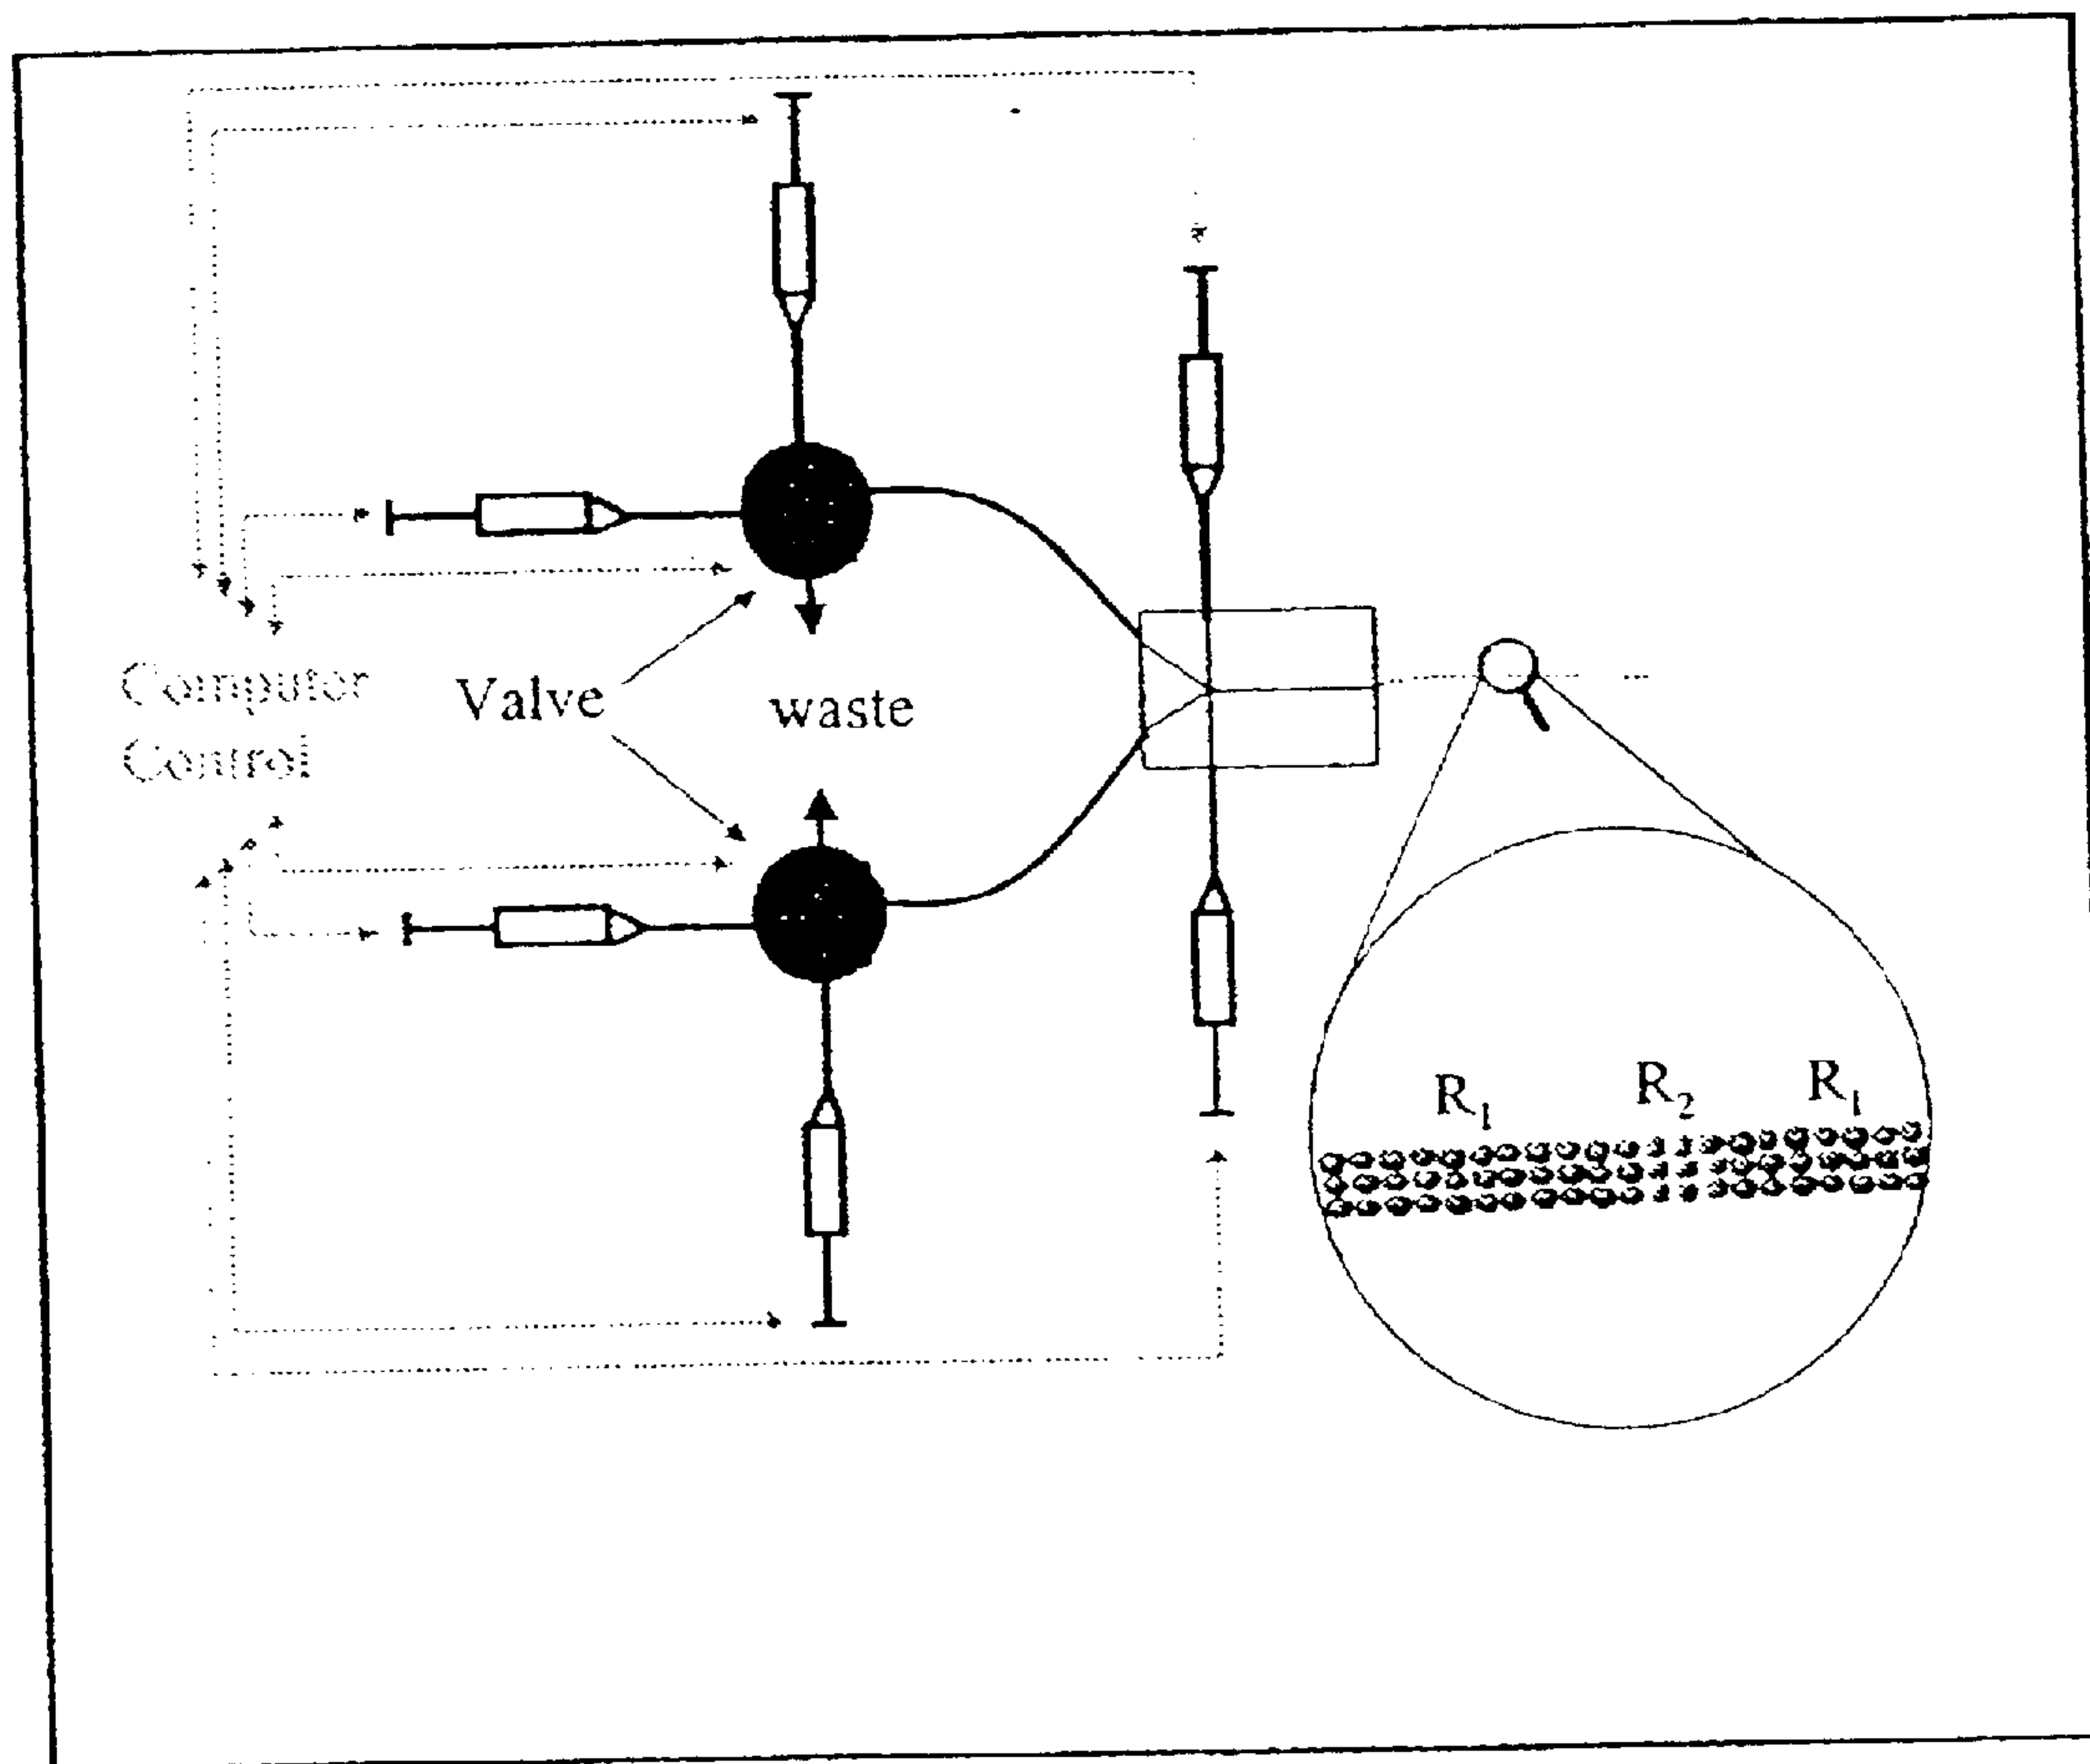 Computer
Control
Valve
waste
R₁ R₂ R₁